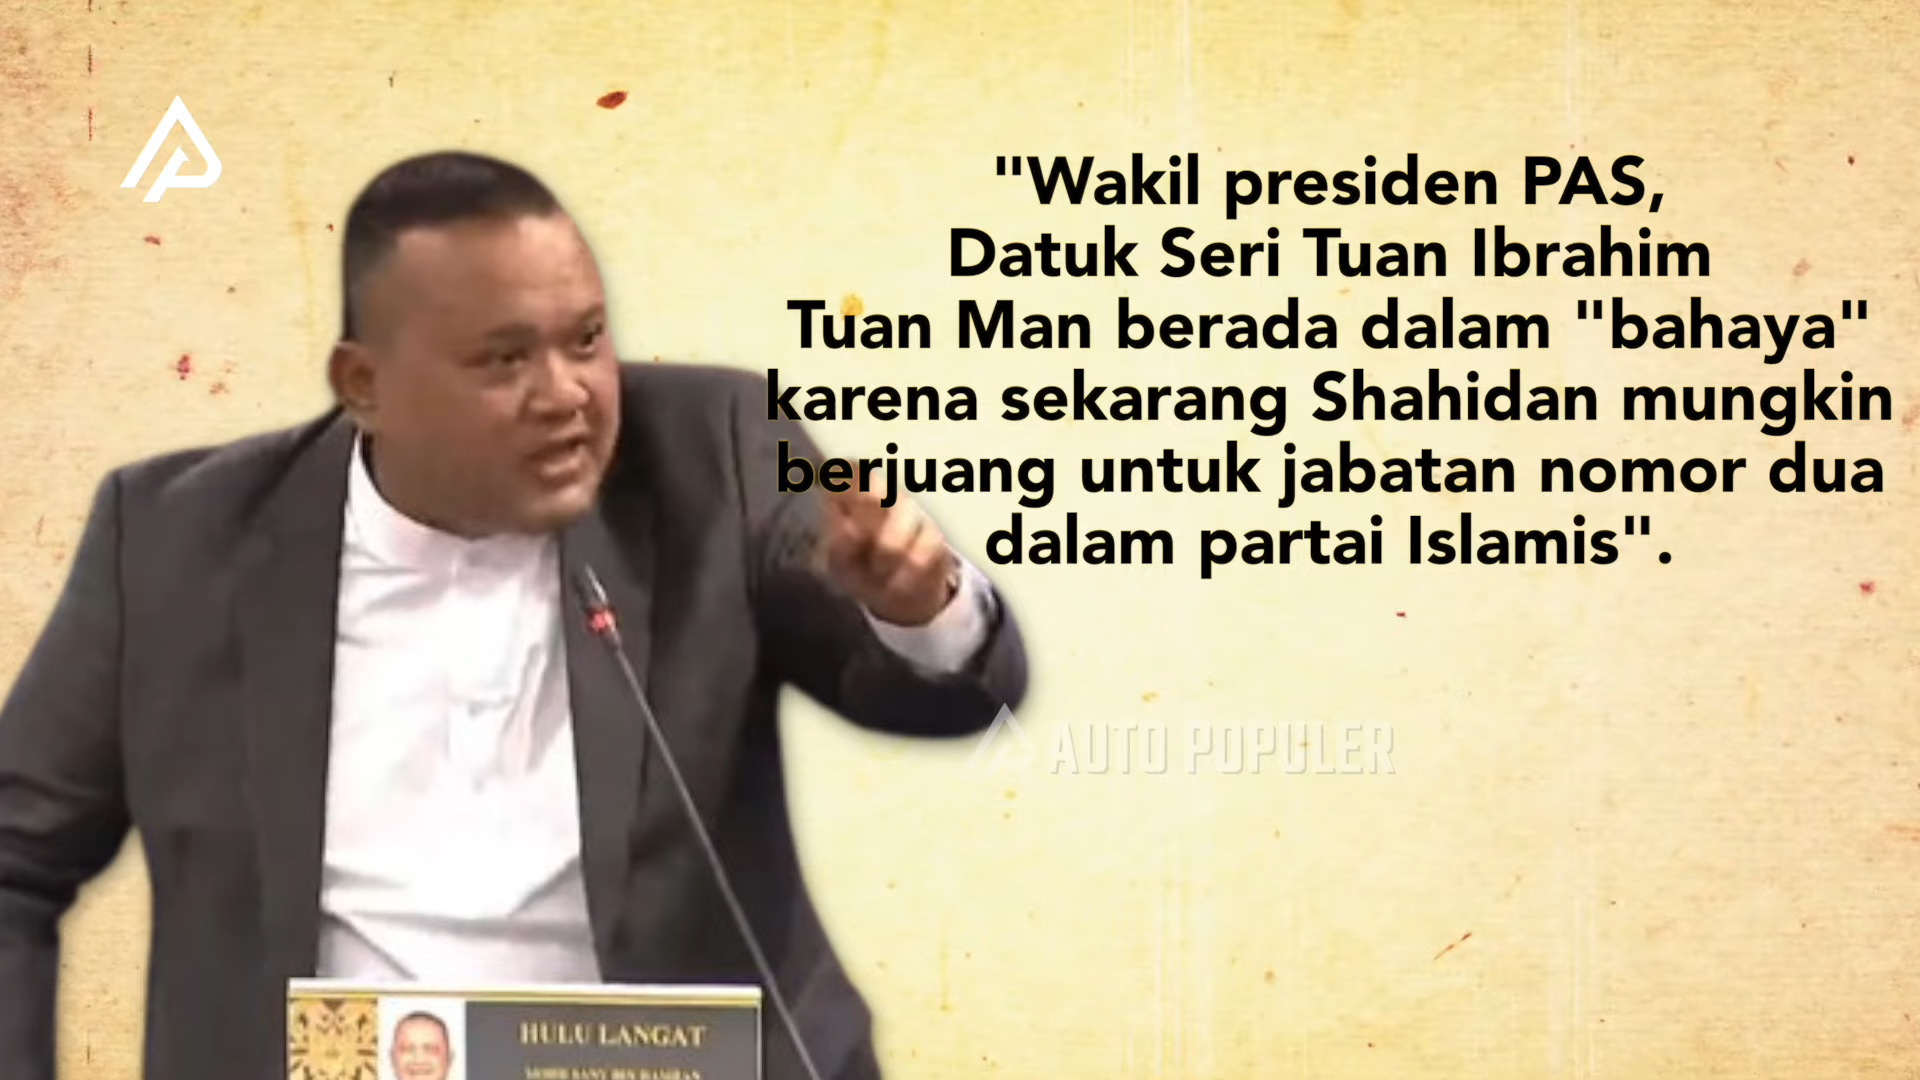 "Wakil presiden PAS,
Datuk Seri Tuan Ibrahim
Tuan Man berada dalam "bahaya"
karena sekarang Shahidan mungkin
berjuang untuk jabatan nomor dua
dalam partai Islamis".
AUTO POPULER
HULU LANGAT